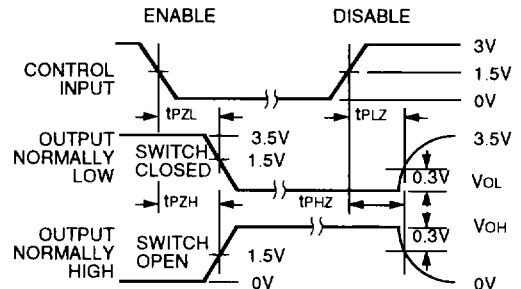 ENABLE DISABLE
CONTROL INPUT
3V
1.5V
0V
tPZL
tPLZ
OUTPUT NORMALLY LOW
SWITCH CLOSED
3.5V
1.5V
3.5V
0.3V
VOL
tPZH
tPHZ
OUTPUT NORMALLY HIGH
SWITCH OPEN
1.5V
0V
0.3V
VOH
0V